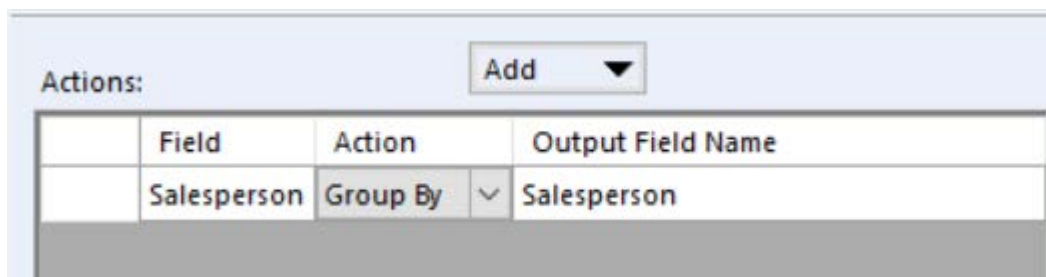 Actions:
Add
Field Action Output Field Name
Salesperson Group By Salesperson